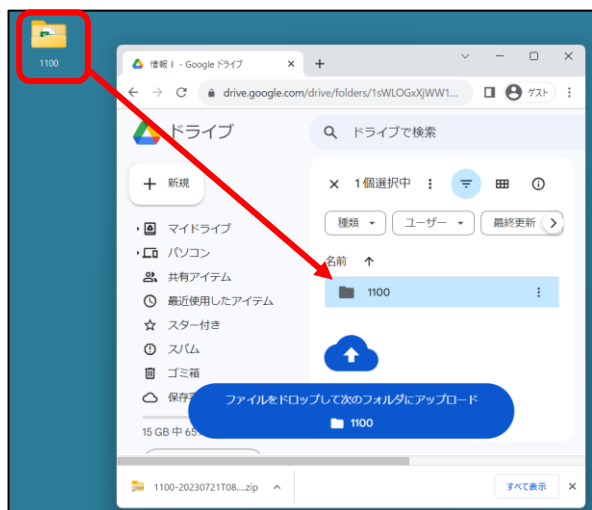 1100
情報Ⅰ - Google ドライブ
drive.google.com/drive/folders/1sWLOGxXjWW1...
ゲスト
ドライブ
ドライブで検索
新規
1個選択中
マイドライブ
種類
ユーザー
最終更新
パソコン
名前
共有アイテム
1100
最近使用したアイテム
スター付き
スパム
ゴミ箱
ファイルをドロップして次のフォルダにアップロード
1100
15 GB 中
1100-20230721T08....zip
すべて表示